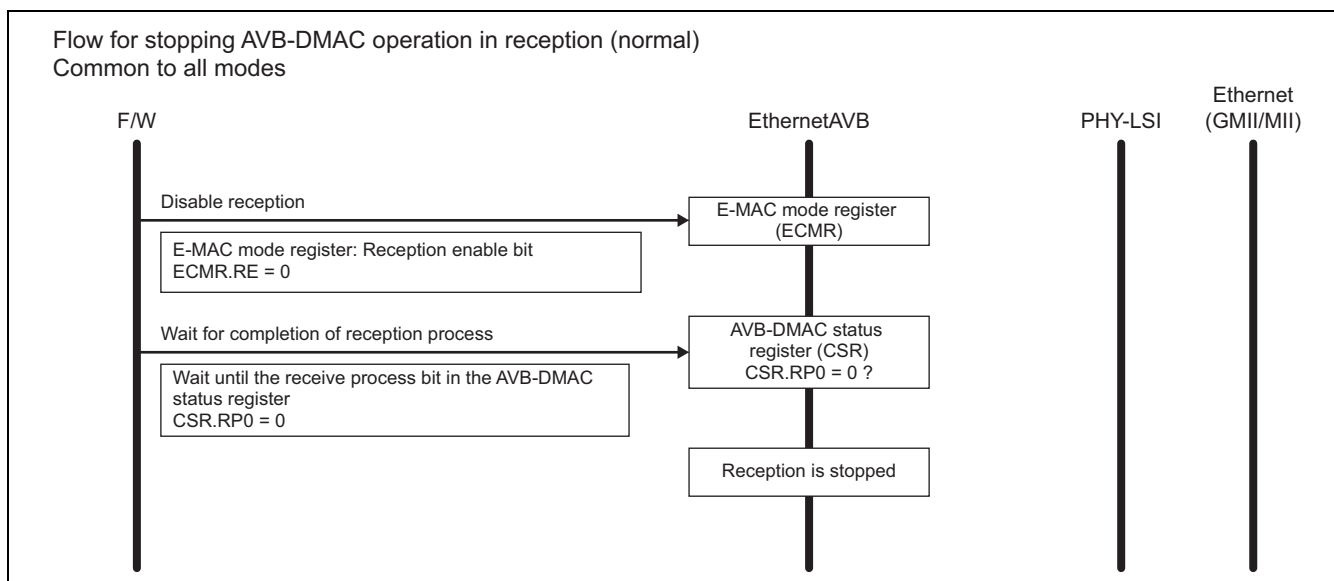 Flow for stopping AVB-DMAC operation in reception (normal)
Common to all modes
F/W
EthernetAVB
PHY-LSI
Ethernet
(GMII/MII)
Disable reception
E-MAC mode register
(ECMR)
E-MAC mode register: Reception enable bit
ECMR.RE = 0
Wait for completion of reception process
AVB-DMAC status
register (CSR)
CSR.RP0 = 0 ?
Wait until the receive process bit in the AVB-DMAC
status register
CSR.RP0 = 0
Reception is stopped